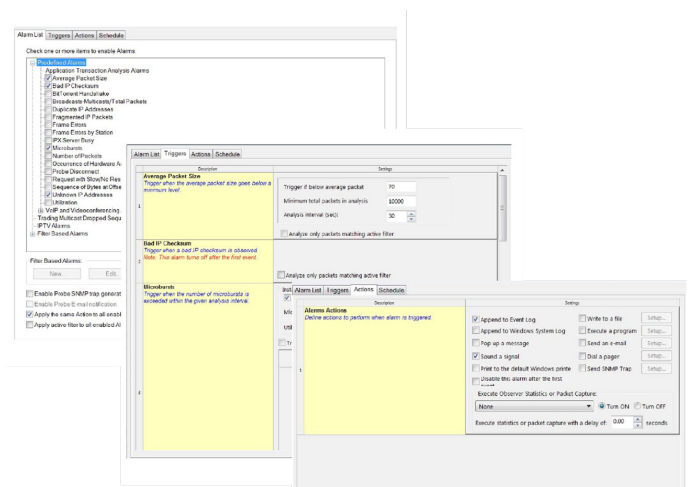 Alarm List Triggers Actions Schedule
Check one or more items to enable Alarms
Predefined Alarms
Application Transaction Analysis Alarms
Average Packet Size
Bad IP Checksum
BitTorrent Handshake
Broadcasts-Multicasts/Total Packets
Duplicate IP Addresses
Fragmented IP Packets
Frame Errors
Frame Errors by Station
IPX Server Busy
Microbursts
Number of Packets
Occurrence of Hardware A
Probe Disconnect
Request with Slow/No Res
Sequence of Bytes at Offse
Unknown IP Addresses
Utilization
VoIP and Videoconferencing
Trading Multicast Dropped Sequ
IPTV Alarms
Filter Based Alarms
Filter Based Alarms:
New... Edit...
Enable Probe SNMP trap generat
Enable Probe E-mail notification
Apply the same Action to all enabl
Apply active filter to all enabled Al
Alarm List Triggers Actions Schedule
Description Settings
Average Packet Size
Trigger when the average packet size goes below a
minimum level.
1
Trigger if below average packet 70
Minimum total packets in analysis 10000
Analysis interval (sec): 30
Analyze only packets matching active filter
Bad IP Checksum
Trigger when a bad IP checksum is observed.
Note: This alarm turns off after the first event.
2
Analyze only packets matching active filter
Microbursts
Trigger when the number of microbursts is
exceeded within the given analysis interval.
3
Mic
Util
Tr
Alarm List Triggers Actions Schedule
Description Settings
Alarms Actions
Define actions to perform when alarm is triggered.
1
Append to Event Log Write to a file Setup...
Append to Windows System Log Execute a program Setup...
Pop up a message Send an e-mail Setup...
Sound a signal Dial a pager Setup...
Print to the default Windows printe Send SNMP Trap Setup...
Disable this alarm after the first
Execute Observer Statistics or Packet
Capture:
None Turn ON Turn OFF
Execute statistics or packet capture with a delay of: 0.00 seconds